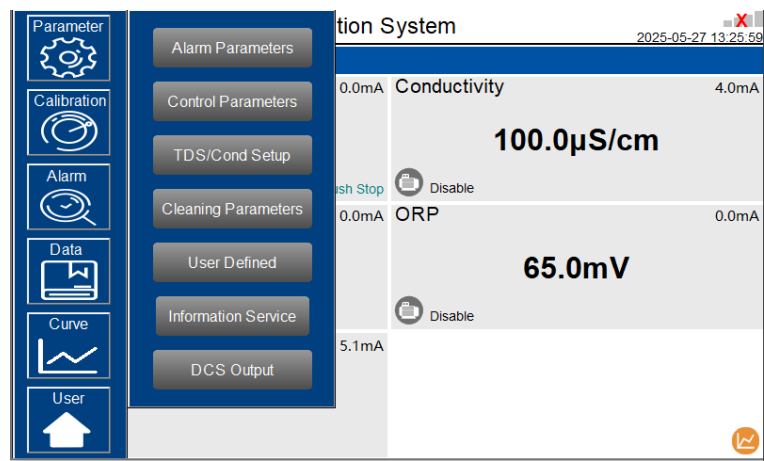 Parameter
Calibration
Alarm
Data
Curve
User
Alarm Parameters
Control Parameters
TDS/Cond Setup
Cleaning Parameters
User Defined
Information Service
DCS Output
System
2025-05-27 13:25:59
0.0mA
Conductivity
4.0mA
100.0µS/cm
Stop
Disable
0.0mA
ORP
0.0mA
65.0mV
Disable
5.1mA